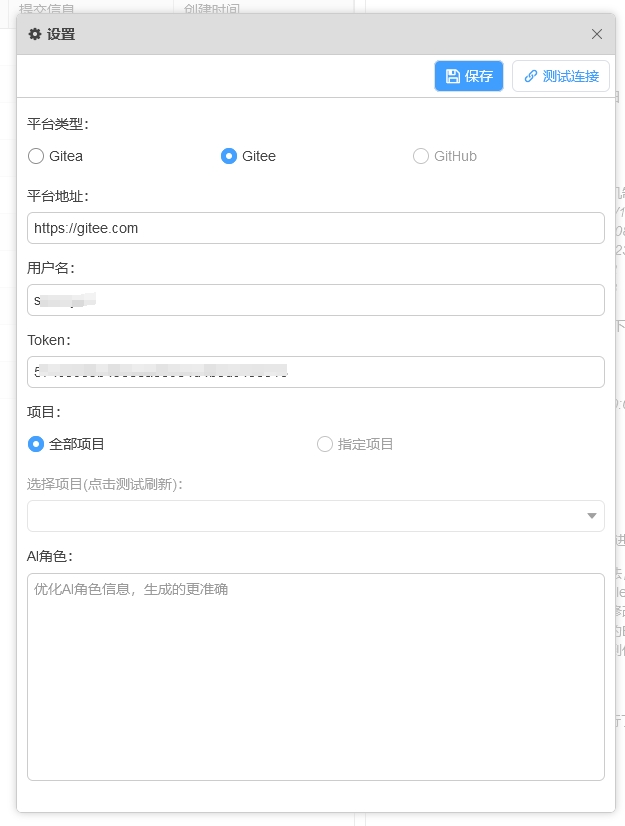 提交信息 创建时间
设置
保存 测试连接
平台类型：
Gitea Gitee GitHub
平台地址：
https://gitee.com
用户名：
Token：
项目：
全部项目 指定项目
选择项目(点击测试刷新)：
AI角色：
优化AI角色信息，生成的更准确